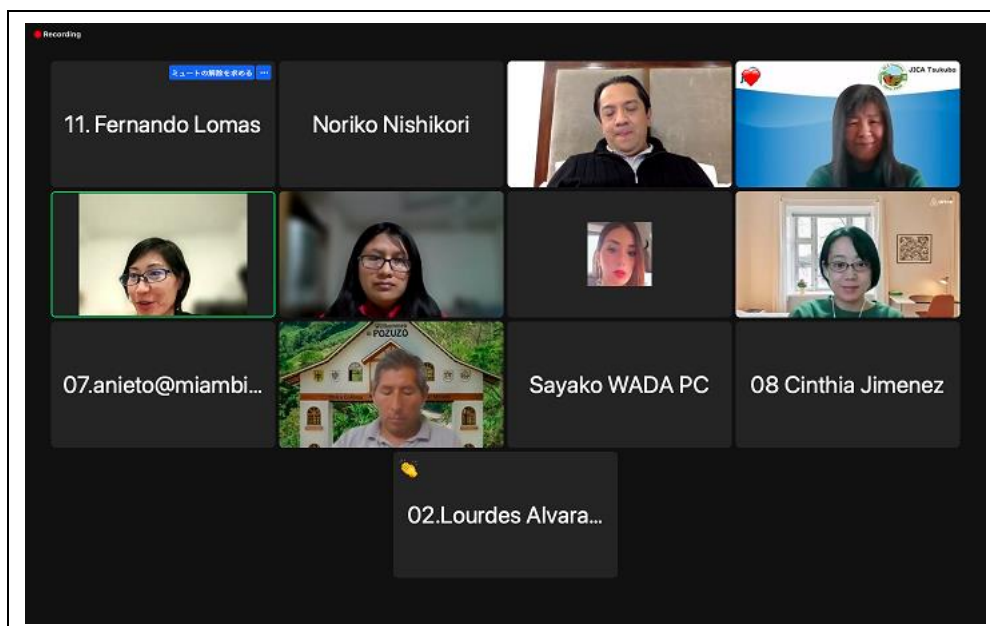 Recording
ミュートの解除を求める ...
11. Fernando Lomas
Noriko Nishikori
JICA Tsukuba
07.anieto@miambi...
POZUZO
Sayako WADA PC
08 Cinthia Jimenez
02.Lourdes Alvara...